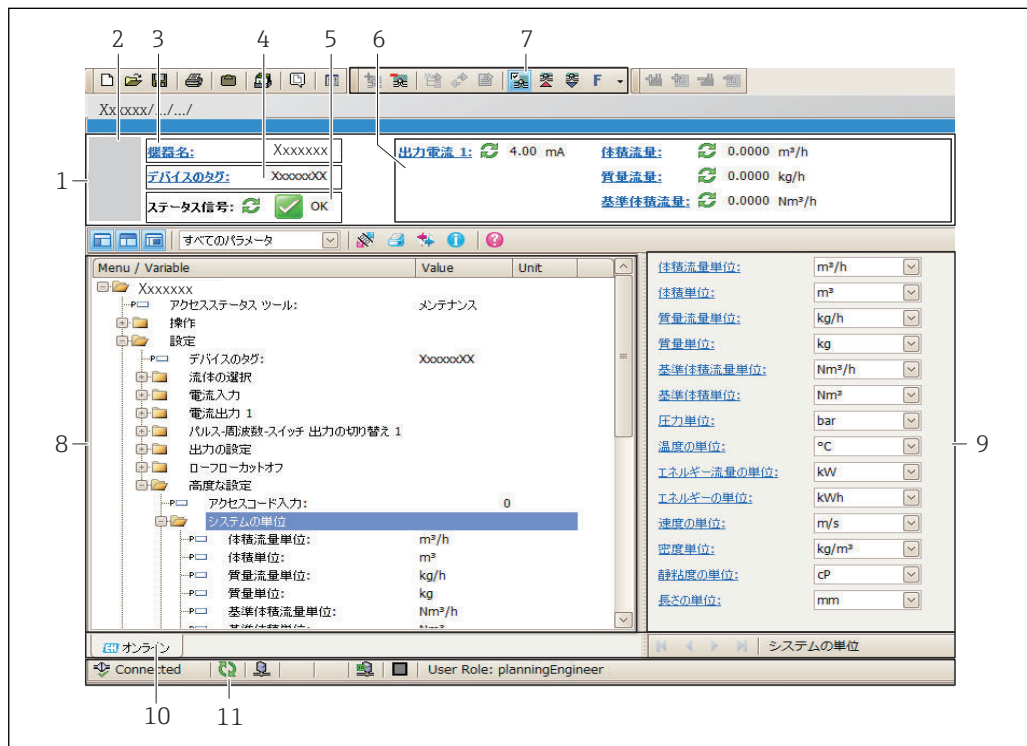 2 3 4 5 6 7
F
Xxxxxx/.../.../
機器名: Xxxxxxx
デバイスのタグ: XxxxxxXX
ステータス信号: OK
出力電流 1: 4.00 mA
体積流量: 0.0000 m³/h
質量流量: 0.0000 kg/h
基準体積流量: 0.0000 Nm³/h
1
すべてのパラメータ
Menu / Variable Value Unit
Xxxxxxx
P アクセスステータス ツール: メンテナンス
操作
設定
P デバイスのタグ: XxxxxxXX
流体の選択
電流入力
電流出力 1
パルス-周波数-スイッチ 出力の切り替え 1
出力の設定
ローフローカットオフ
高度な設定
P アクセスコード入力: 0
システムの単位
P 体積流量単位: m³/h
P 体積単位: m³
P 質量流量単位: kg/h
P 質量単位: kg
P 基準体積流量単位: Nm³/h
P 基準体積単位: Nm³
8
体積流量単位: m³/h
体積単位: m³
質量流量単位: kg/h
質量単位: kg
基準体積流量単位: Nm³/h
基準体積単位: Nm³
圧力単位: bar
温度の単位: °C
エネルギー流量の単位: kW
エネルギーの単位: kWh
速度の単位: m/s
密度単位: kg/m³
静粘度の単位: cP
長さの単位: mm
9
オンライン
システムの単位
Connected
User Role: planningEngineer
10 11